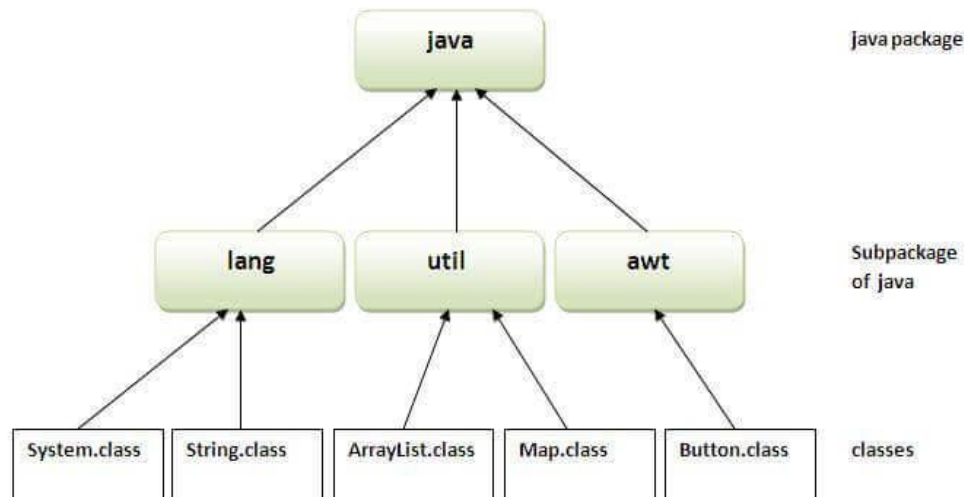 java
java package
lang
util
awt
Subpackage
of java
System.class
String.class
ArrayList.class
Map.class
Button.class
classes